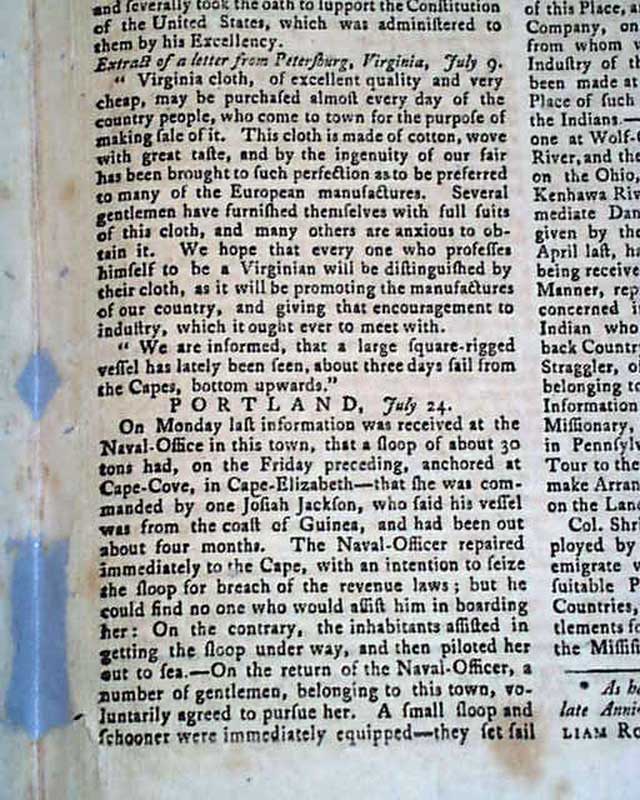 and ſeverally took the oath to ſupport the Conſtitution
of the United States, which was adminiſtered to
them by his Excellency.
Extract of a letter from Peterſburg, Virginia, July 9.
“ Virginia cloth, of excellent quality and very
cheap, may be purchaſed almoſt every day of the
country people, who come to town for the purpoſe of
making ſale of it. This cloth is made of cotton, wove
with great taſte, and by the ingenuity of our fair
has been brought to ſuch perfection as to be preferred
to many of the European manufactures. Several
gentlemen have furniſhed themſelves with full ſuits
of this cloth, and many others are anxious to ob-
tain it. We hope that every one who profeſſes
himſelf to be a Virginian will be diſtinguiſhed by
their cloth, as it will be promoting the manufactures
of our country, and giving that encouragement to
induſtry, which it ought ever to meet with.
“ We are informed, that a large ſquare-rigged
veſſel has lately been ſeen, about three days ſail from
the Capes, bottom upwards.”
PORTLAND, July 24.
On Monday laſt information was received at the
Naval-Office in this town, that a ſloop of about 30
tons had, on the Friday preceding, anchored at
Cape-Cove, in Cape-Elizabeth—that ſhe was com-
manded by one Joſiah Jackſon, who ſaid his veſſel
was from the coaſt of Guinea, and had been out
about four months. The Naval-Officer repaired
immediately to the Cape, with an intention to ſeize
the ſloop for breach of the revenue laws; but he
could find no one who would aſſiſt him in boarding
her: On the contrary, the inhabitants aſſiſted in
getting the ſloop under way, and then piloted her
out to ſea.—On the return of the Naval-Officer, a
number of gentlemen, belonging to this town, vo-
luntarily agreed to purſue her. A ſmall ſloop and
ſchooner were immediately equipped—they ſet ſail
of this Place, a
Company, on
from whom
Induſtry of th
been made at
Place of ſuch
the Indians.—
one at Wolf-
River, and the
on the Ohio,
Kenhawa Riv
mediate Dan
given by the
April laſt, ha
being receive
Manner, rep
concerned i
Indian who
back Countr
Straggler, o
belonging to
Information
Miſſionary,
in Pennſylv
Tour to the
make Arran
on the Land
Col. Shr
ployed by
emigrate
ſuitable P
Countries,
tlements fo
the Miſſiſ
* As he
late Anni
LIAM Ro